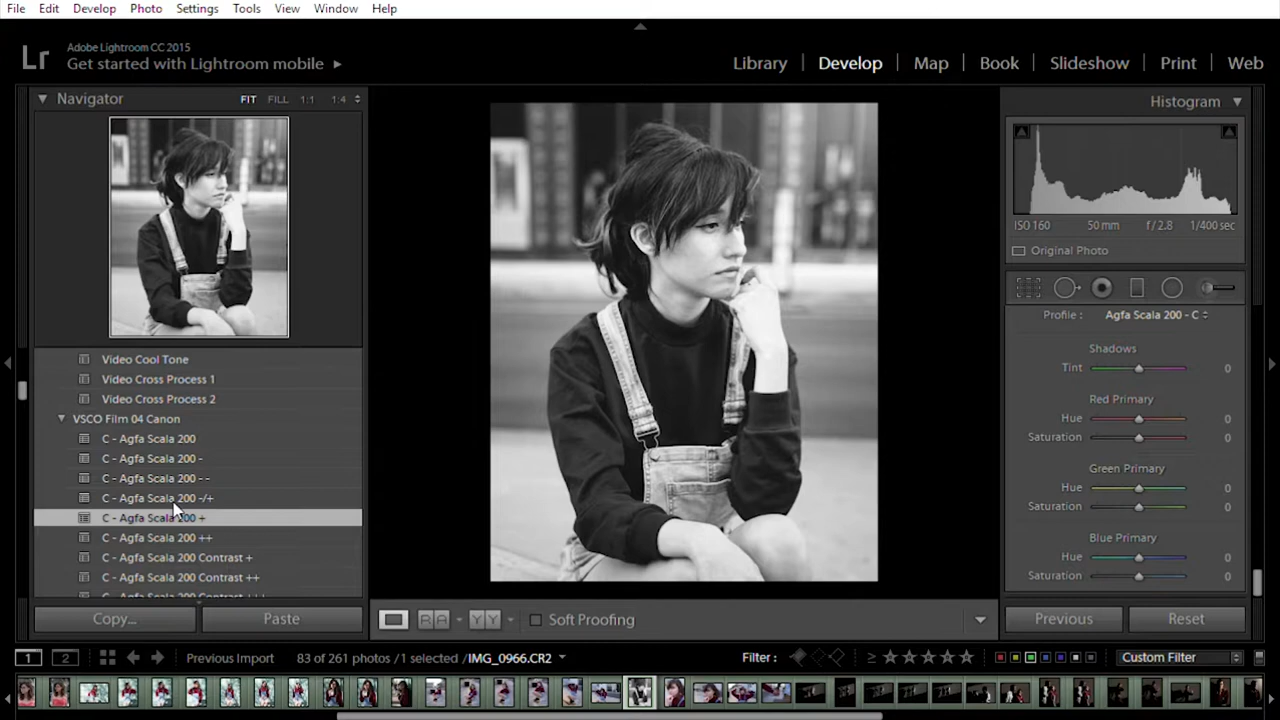 File Edit Develop Photo Settings Tools View Window Help
Lr
Adobe Lightroom CC 2015
Get started with Lightroom mobile
Library Develop Map Book Slideshow Print Web
Navigator FIT FILL 1:1 1:4
Video Cool Tone
Video Cross Process 1
Video Cross Process 2
VSCO Film 04 Canon
C - Agfa Scala 200
C - Agfa Scala 200 -
C - Agfa Scala 200 - -
C - Agfa Scala 200 -/+
C - Agfa Scala 200 +
C - Agfa Scala 200 ++
C - Agfa Scala 200 Contrast +
C - Agfa Scala 200 Contrast ++
C - Agfa Scala 200 Contrast +++
Copy... Paste
Histogram
ISO 160 50 mm f / 2.8 1/400 sec
Original Photo
Profile : Agfa Scala 200 - C
Shadows
Tint 0
Red Primary
Hue 0
Saturation 0
Green Primary
Hue 0
Saturation 0
Blue Primary
Hue 0
Saturation 0
R A Y Y Soft Proofing
Previous Reset
1 2 Previous Import 83 of 261 photos /1 selected /IMG_0966.CR2 Filter : ≥ Custom Filter